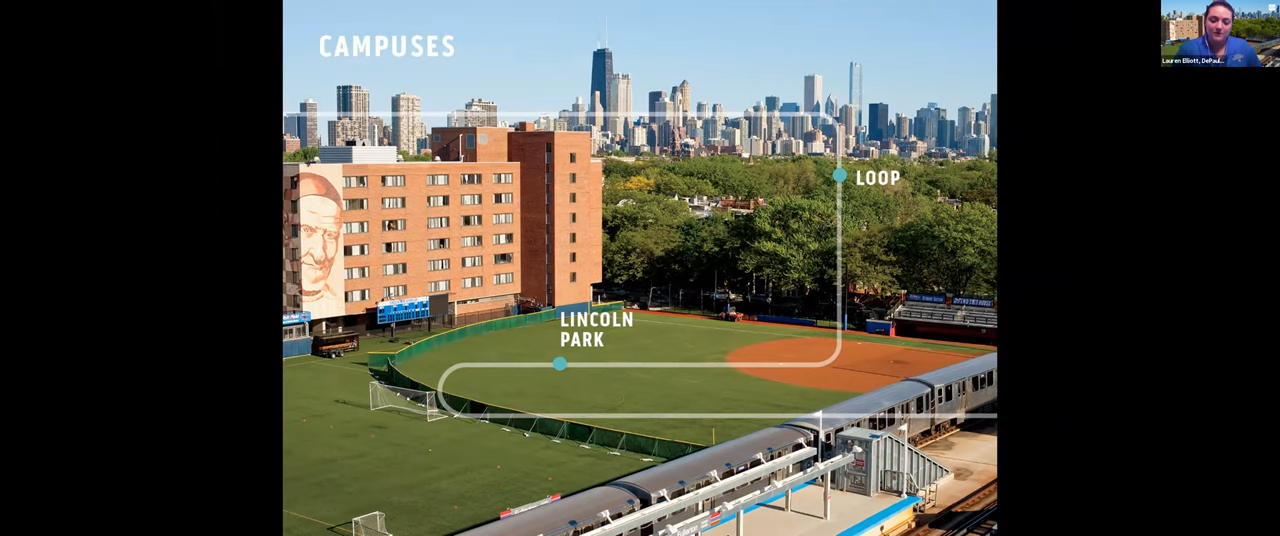 CAMPUSES
Lauren Elliott, DePaul...
LOOP
LINCOLN
PARK